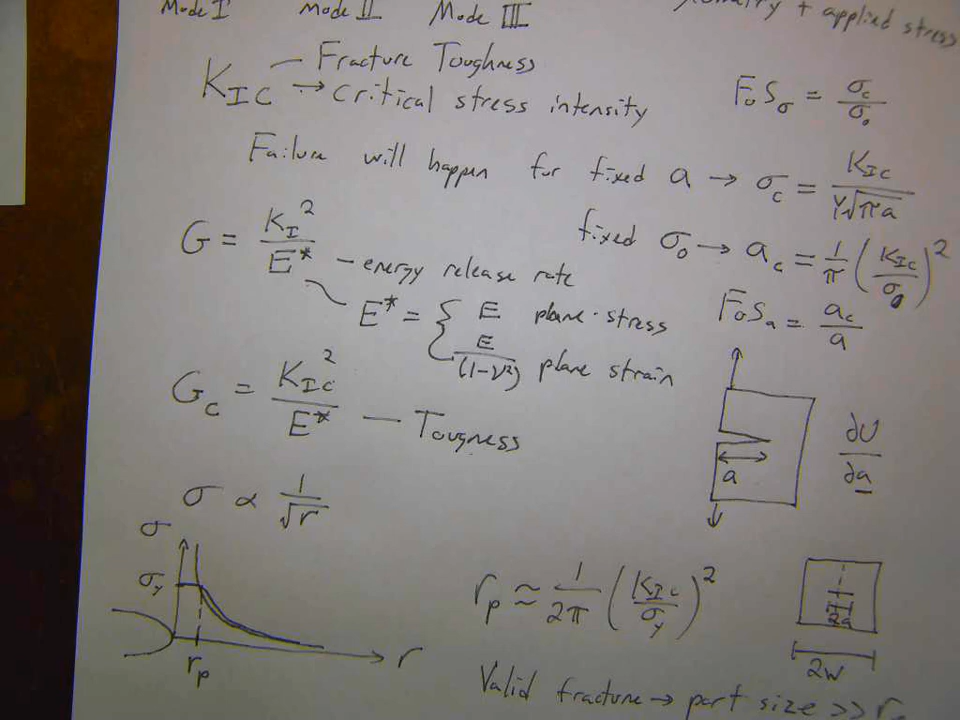 Mode I Mode II Mode III
+ applied stress
K_IC — Fracture Toughness
→ critical stress intensity
FoS_σ = σ_c / σ_o
Failure will happen for fixed a → σ_c = K_IC / Y√πa
fixed σ_o → a_c = 1/π (K_IC / σ_o)^2
G = K_I^2 / E* — energy release rate
E* = { E plane stress
E / (1-ν^2) plane strain
FoS_a = a_c / a
G_c = K_IC^2 / E* — Tougness
a
∂U / ∂a
σ ∝ 1 / √r
σ
σ_y
r_p
r
r_p ≈ 1 / 2π (K_IC / σ_y)^2
2a
2w
Valid fracture → part size >>